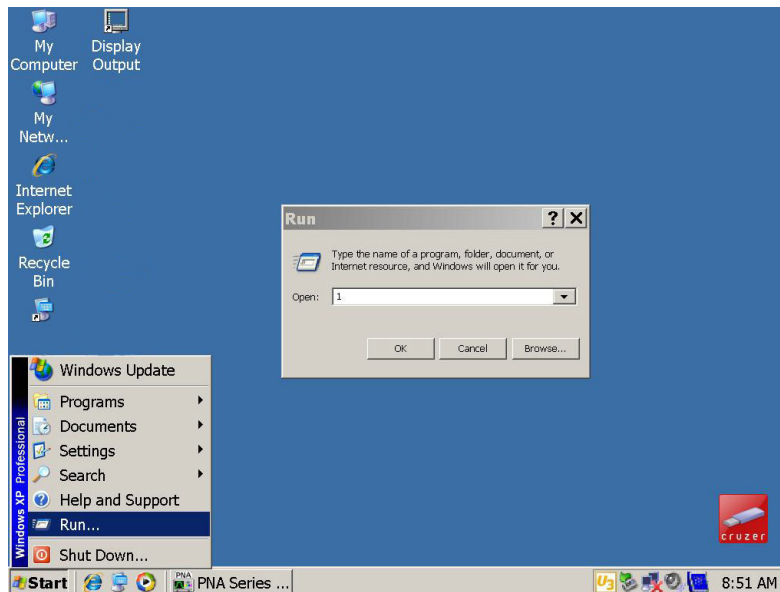 My
Computer
Display
Output
My
Netw...
Internet
Explorer
Recycle
Bin
Run
Type the name of a program, folder, document, or
Internet resource, and Windows will open it for you.
Open: 1
OK Cancel Browse...
Windows XP Professional
Windows Update
Programs
Documents
Settings
Search
Help and Support
Run...
Shut Down...
cruzer
Start
PNA
PNA Series ...
U3
8:51 AM